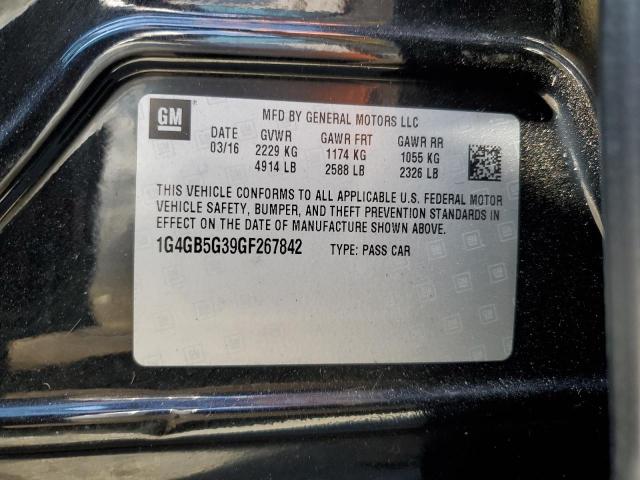 GM
MFD BY GENERAL MOTORS LLC
DATE GVWR GAWR FRT GAWR RR
03/16 2229 KG 1174 KG 1055 KG
4914 LB 2588 LB 2326 LB
THIS VEHICLE CONFORMS TO ALL APPLICABLE U.S. FEDERAL MOTOR
VEHICLE SAFETY, BUMPER, AND THEFT PREVENTION STANDARDS IN
EFFECT ON THE DATE OF MANUFACTURE SHOWN ABOVE.
1G4GB5G39GF267842 TYPE: PASS CAR